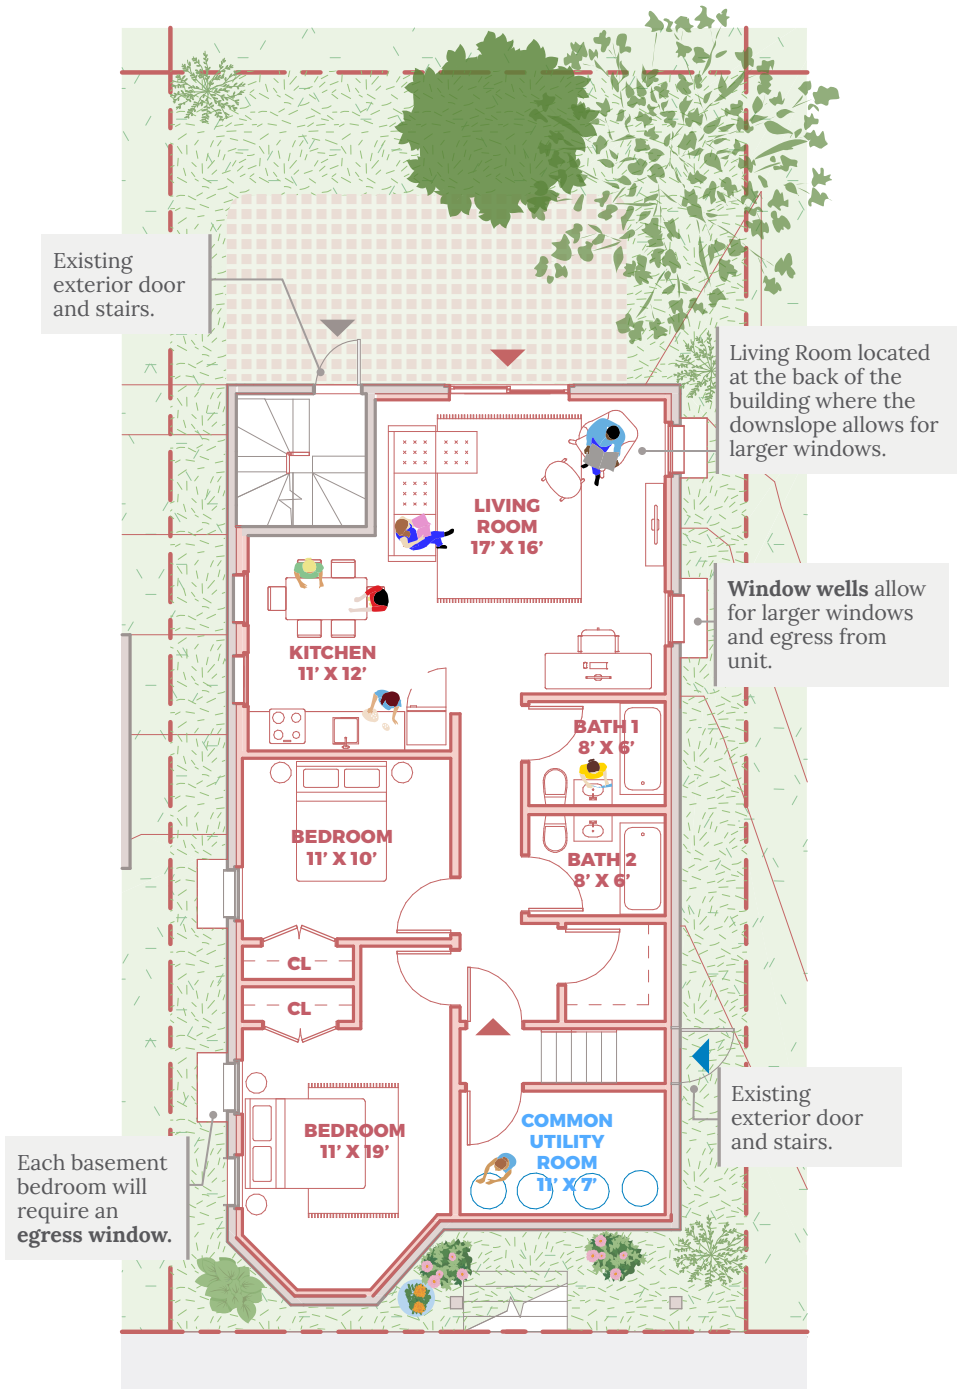 Existing
exterior door
and stairs.
Living Room located
at the back of the
building where the
downslope allows for
larger windows.
LIVING
ROOM
17’ X 16’
Window wells allow
for larger windows
and egress from
unit.
KITCHEN
11’ X 12’
BATH 1
8’ X 6’
BEDROOM
11’ X 10’
BATH 2
8’ X 6’
CL
CL
Existing
exterior door
and stairs.
BEDROOM
11’ X 19’
COMMON
UTILITY
ROOM
11’ X 7’
Each basement
bedroom will
require an
egress window.